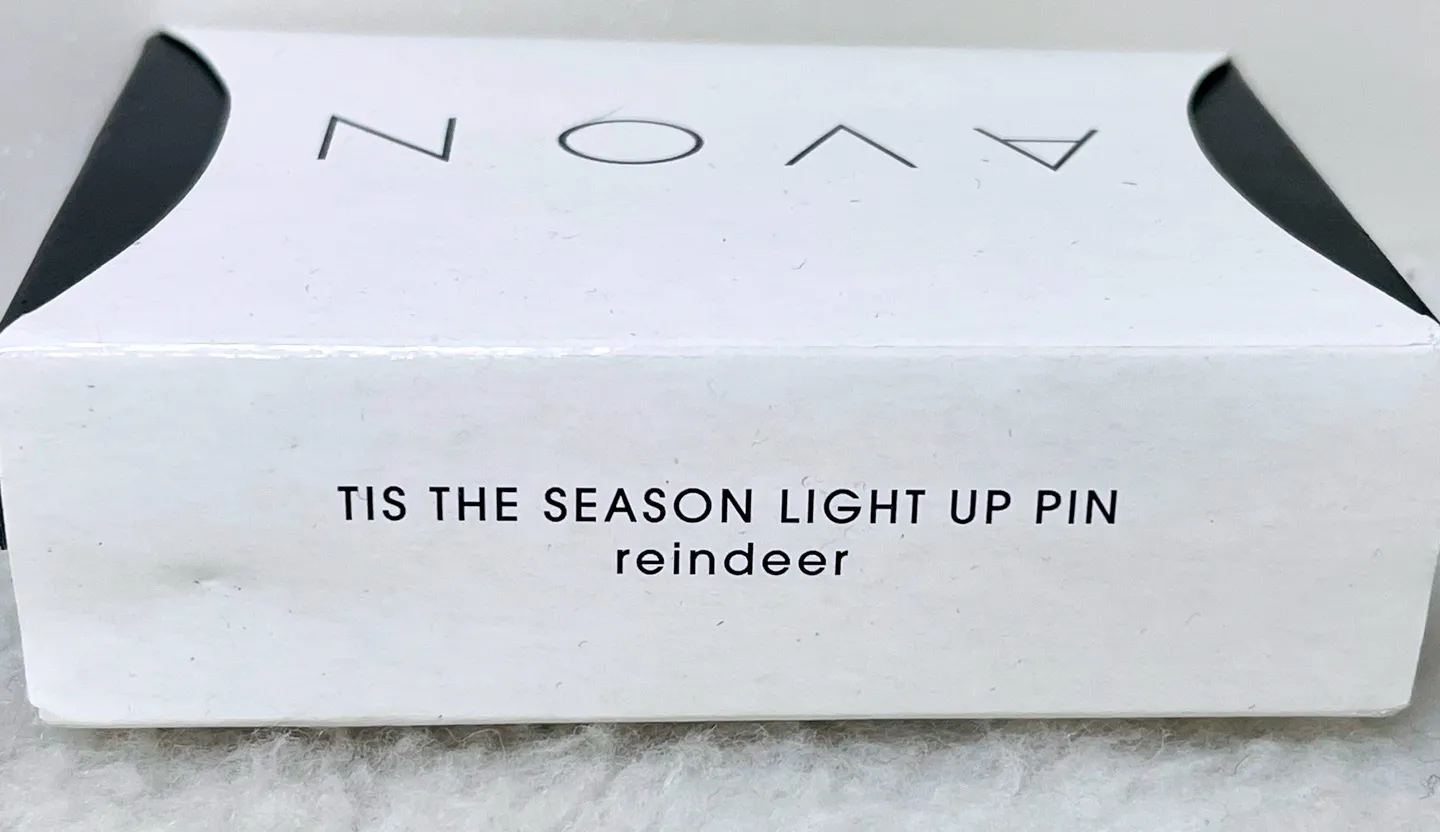 AVON
TIS THE SEASON LIGHT UP PIN
reindeer